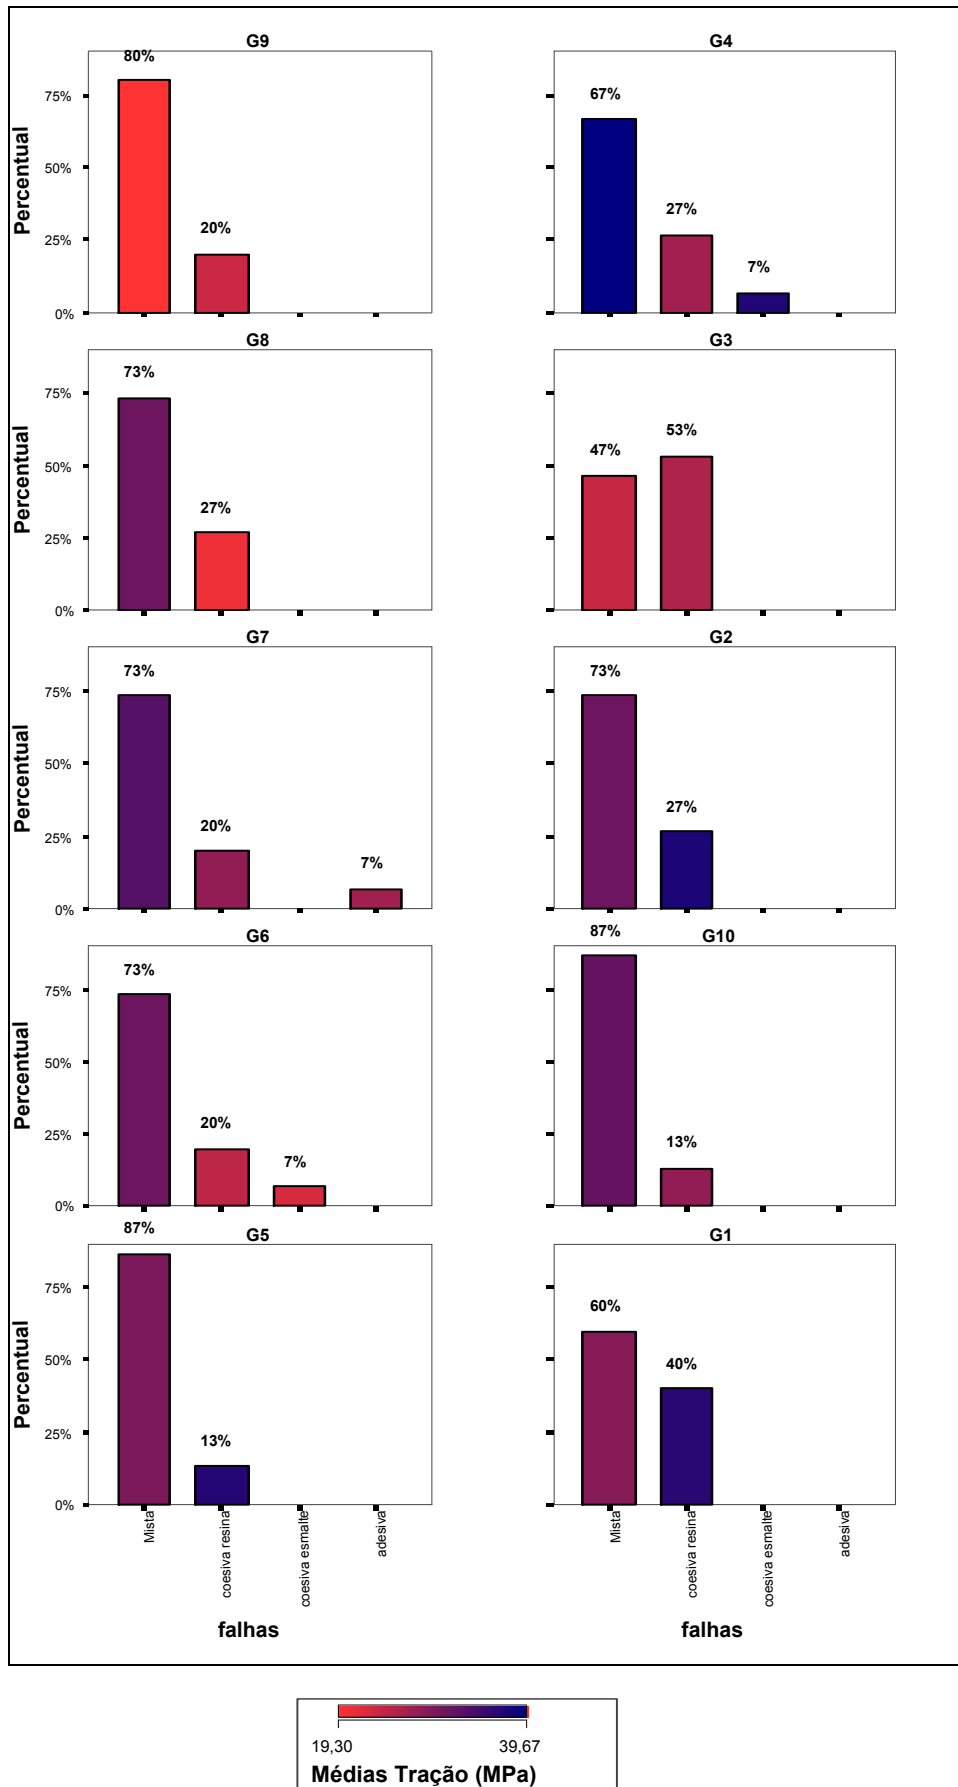 G9
G4
80%
67%
75%
50%
27%
20%
25%
7%
0%
Percentual
G8
G3
73%
75%
53%
47%
50%
27%
25%
0%
Percentual
G7
G2
73%
73%
75%
50%
27%
20%
25%
7%
0%
Percentual
G6
G10
87%
73%
75%
50%
20%
13%
25%
7%
0%
Percentual
G5
G1
87%
75%
60%
50%
40%
13%
25%
0%
Percentual
Mista
coesiva resina
coesiva esmalte
adesiva
Mista
coesiva resina
coesiva esmalte
adesiva
falhas
falhas
19,30
39,67
Médias Tração (MPa)